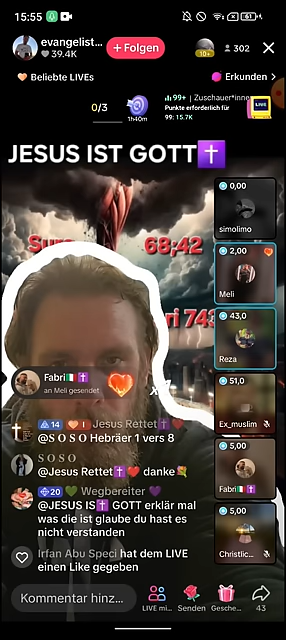 15:55
61
evangelist...
39.4K
+ Folgen
10+
302
Beliebte LIVEs
Erkunden >
0/3
1h40m
99+ | Zuschauer*inne
Punkte erforderlich für
99: 15.7K
LIVE
JESUS IST GOTT✝️
68;42
0,00
simolimo
2,00
Meli
43,0
Reza
51,0
Ex_muslim
5,00
Fabri🇮🇹✝️
5,00
Christlic...
Fabri🇮🇹✝️
an Meli gesendet
14 Jesus Rettet✝️❤️
@S O S O Hebräer 1 vers 8
S O S O
@Jesus Rettet✝️❤️ danke💐
20 💚 Wegbereiter 💜
@JESUS IS✝️ GOTT erklär mal
was die ist glaube du hast es
nicht verstanden
Irfan Abu Speci hat dem LIVE
einen Like gegeben
Kommentar hinz...
LIVE mi...
Senden
Gesche...
43